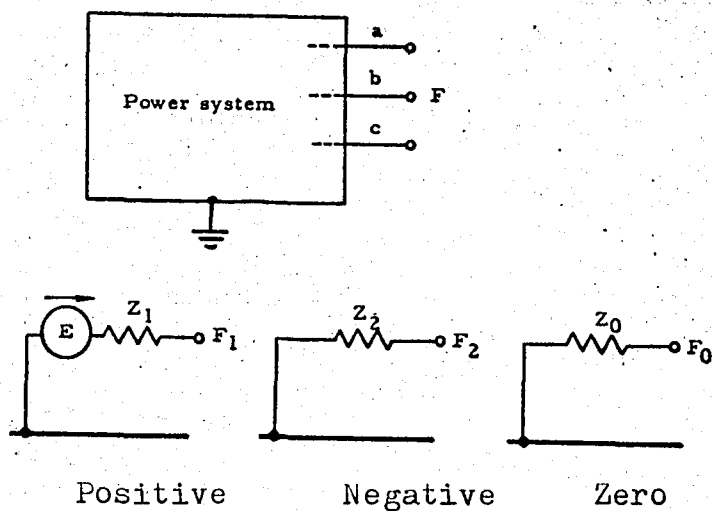 a
Power system
b
F
c
E
Z1
F1
Z2
F2
Z0
F0
Positive
Negative
Zero